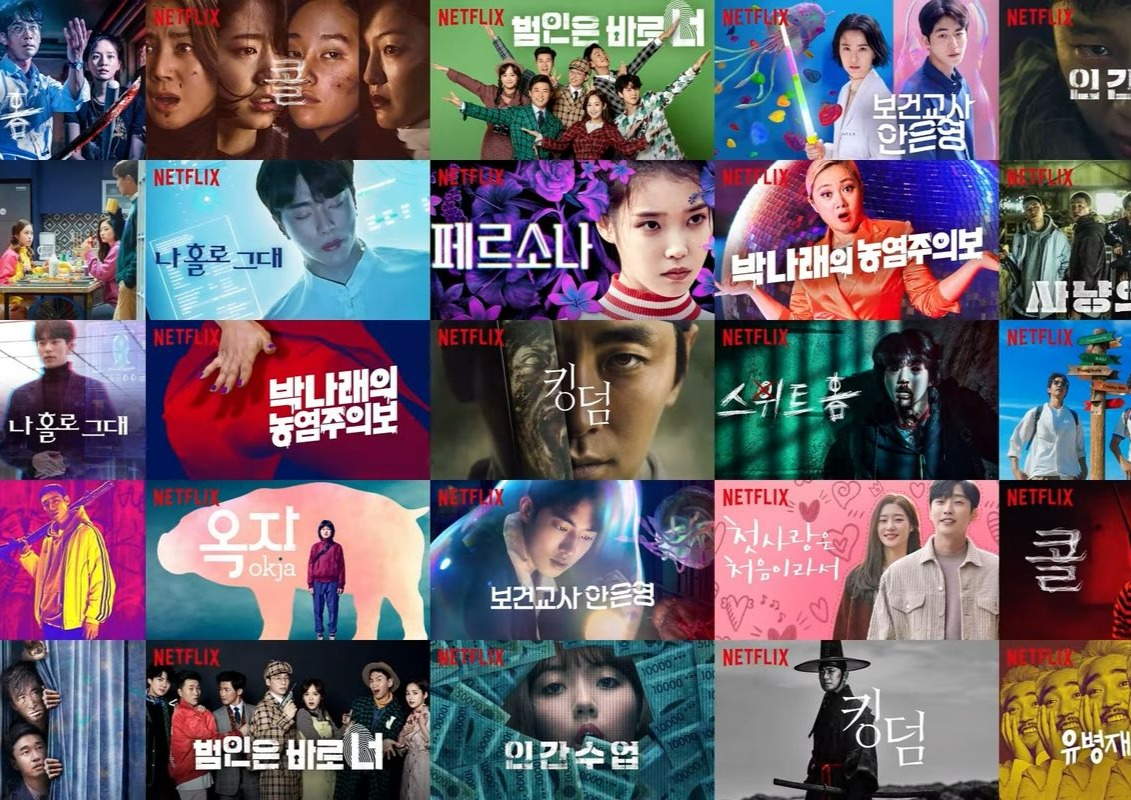 홈
콜
NETFLIX
범인은 바로 너
NETFLIX
보건교사
안은영
NETFLIX
인간
NETFLIX
나 홀로 그대
NETFLIX
페르소나
NETFLIX
박나래의 농염주의보
NETFLIX
사냥의
나 홀로 그대
NETFLIX
박나래의
농염주의보
NETFLIX
킹덤
NETFLIX
스위트홈
NETFLIX
NETFLIX
옥자
okja
NETFLIX
보건교사 안은영
NETFLIX
첫사랑은
처음이라서
NETFLIX
콜
NETFLIX
범인은 바로 너
NETFLIX
인간수업
NETFLIX
킹덤
NETFLIX
유병재